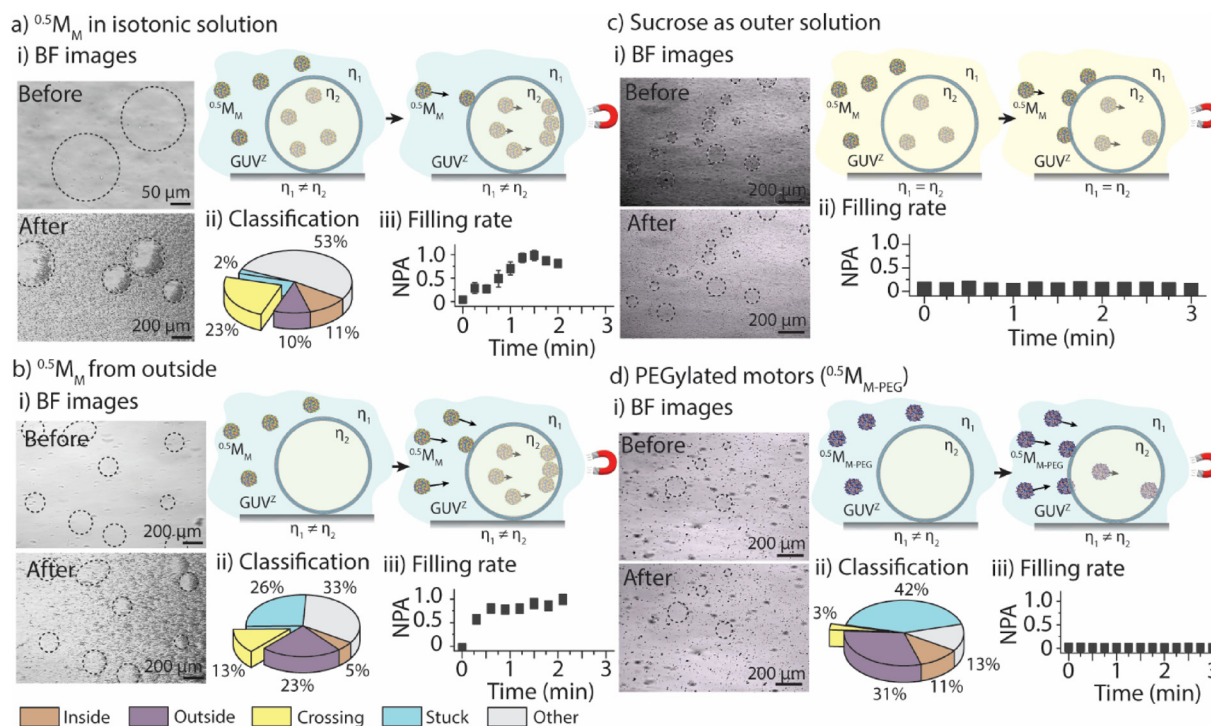 a) ⁰·⁵M_M in isotonic solution
i) BF images
Before
50 µm
After
200 µm
⁰·⁵M_M
GUVᶻ
η₁
η₂
η₁ ≠ η₂
⁰·⁵M_M
GUVᶻ
η₁
η₂
η₁ ≠ η₂
ii) Classification
53%
2%
23%
10%
11%
iii) Filling rate
NPA
1.0
0.5
0
0 1 2 3
Time (min)
b) ⁰·⁵M_M from outside
i) BF images
Before
200 µm
After
200 µm
⁰·⁵M_M
GUVᶻ
η₁
η₂
η₁ ≠ η₂
⁰·⁵M_M
GUVᶻ
η₁
η₂
η₁ ≠ η₂
ii) Classification
26%
33%
13%
23%
5%
iii) Filling rate
NPA
1.0
0.5
0
0 1 2 3
Time (min)
c) Sucrose as outer solution
i) BF images
Before
200 µm
After
200 µm
⁰·⁵M_M
GUVᶻ
η₁
η₂
η₁ = η₂
⁰·⁵M_M
GUVᶻ
η₁
η₂
η₁ = η₂
ii) Filling rate
NPA
1.0
0.5
0
0 1 2 3
Time (min)
d) PEGylated motors (⁰·⁵M_M-PEG)
i) BF images
Before
200 µm
After
200 µm
⁰·⁵M_M-PEG
GUVᶻ
η₁
η₂
η₁ ≠ η₂
⁰·⁵M_M-PEG
GUVᶻ
η₁
η₂
η₁ ≠ η₂
ii) Classification
42%
3%
31%
11%
13%
iii) Filling rate
NPA
1.0
0.5
0
0 1 2 3
Time (min)
Inside
Outside
Crossing
Stuck
Other